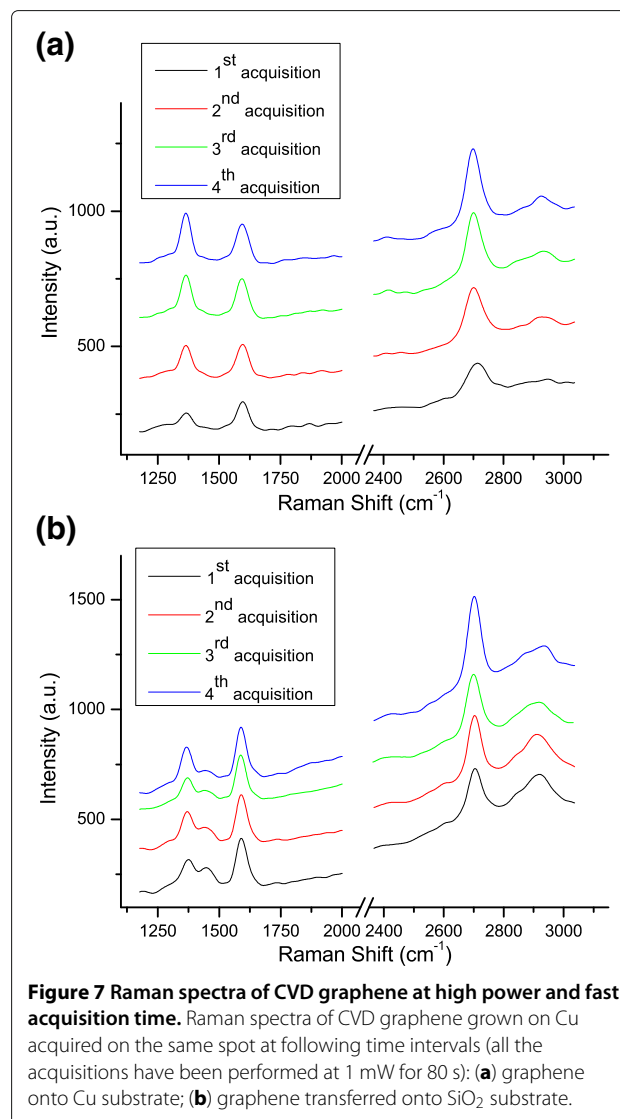 (a)
1st acquisition
2nd acquisition
3rd acquisition
4th acquisition
1000
500
Intensity (a.u.)
1250 1500 1750 2000 2400 2600 2800 3000
Raman Shift (cm-1)
(b)
1st acquisition
2nd acquisition
3rd acquisition
4th acquisition
1500
1000
500
Intensity (a.u.)
1250 1500 1750 2000 2400 2600 2800 3000
Raman Shift (cm-1)
Figure 7 Raman spectra of CVD graphene at high power and fast
acquisition time. Raman spectra of CVD graphene grown on Cu
acquired on the same spot at following time intervals (all the
acquisitions have been performed at 1 mW for 80 s): (a) graphene
onto Cu substrate; (b) graphene transferred onto SiO2 substrate.